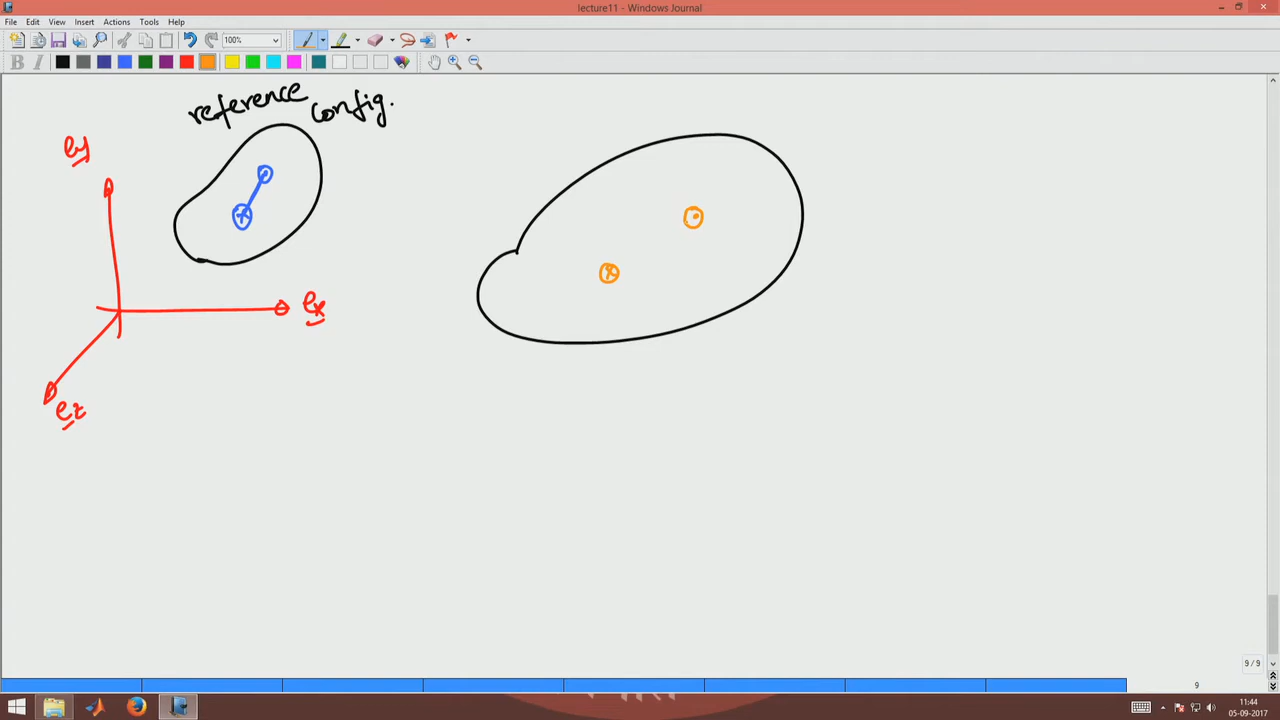 lecture11 - Windows Journal
File Edit View Insert Actions Tools Help
100%
B I
reference config.
ey
ex
ez
9 / 9
9
11:44
05-09-2017